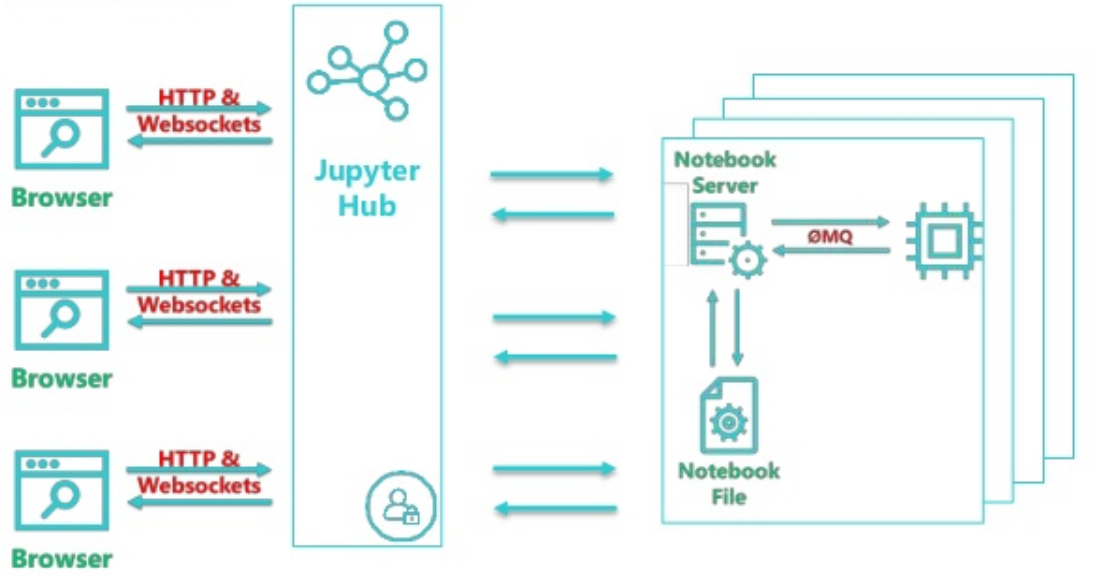 HTTP &
Websockets
Browser
Jupyter
Hub
HTTP &
Websockets
Browser
HTTP &
Websockets
Browser
Notebook
Server
ØMQ
Notebook
File